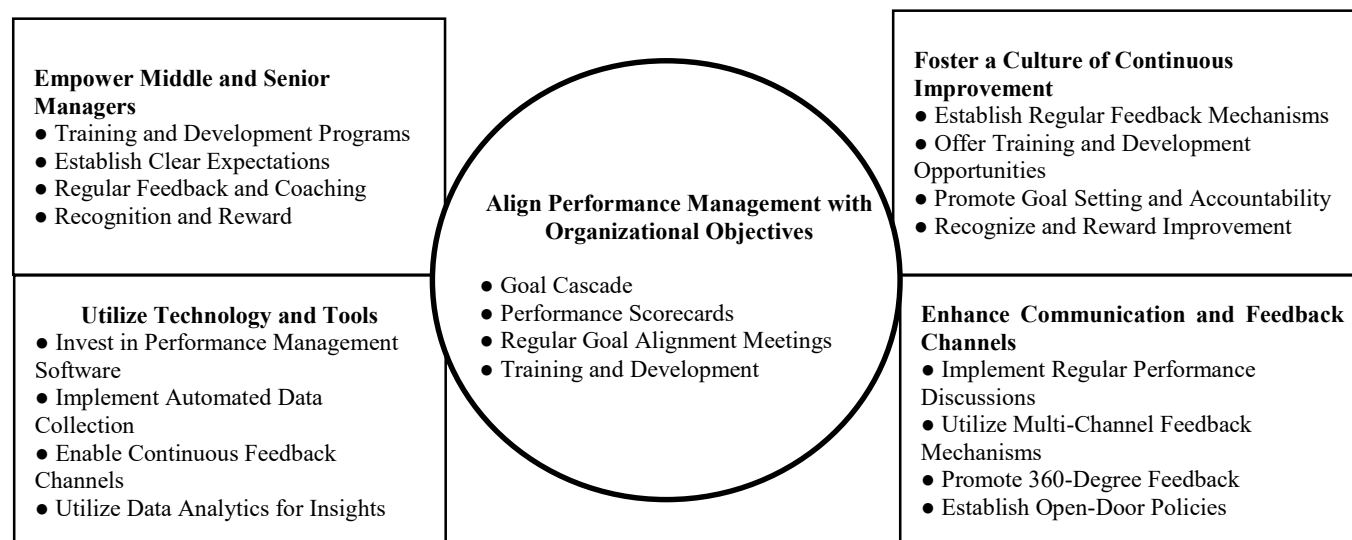 Empower Middle and Senior
Managers
● Training and Development Programs
● Establish Clear Expectations
● Regular Feedback and Coaching
● Recognition and Reward
Utilize Technology and Tools
● Invest in Performance Management
Software
● Implement Automated Data
Collection
● Enable Continuous Feedback
Channels
● Utilize Data Analytics for Insights
Align Performance Management with
Organizational Objectives
● Goal Cascade
● Performance Scorecards
● Regular Goal Alignment Meetings
● Training and Development
Foster a Culture of Continuous
Improvement
● Establish Regular Feedback Mechanisms
● Offer Training and Development
Opportunities
● Promote Goal Setting and Accountability
● Recognize and Reward Improvement
Enhance Communication and Feedback
Channels
● Implement Regular Performance
Discussions
● Utilize Multi-Channel Feedback
Mechanisms
● Promote 360-Degree Feedback
● Establish Open-Door Policies